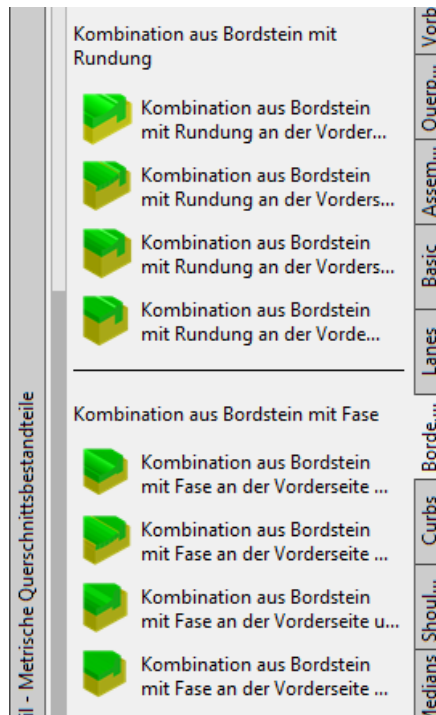 Kombination aus Bordstein mit
Rundung
Kombination aus Bordstein
mit Rundung an der Vorder...
Kombination aus Bordstein
mit Rundung an der Vorders...
Kombination aus Bordstein
mit Rundung an der Vorders...
Kombination aus Bordstein
mit Rundung an der Vorde...
Kombination aus Bordstein mit Fase
Kombination aus Bordstein
mit Fase an der Vorderseite ...
Kombination aus Bordstein
mit Fase an der Vorderseite ...
Kombination aus Bordstein
mit Fase an der Vorderseite u...
Kombination aus Bordstein
mit Fase an der Vorderseite ...
il - Metrische Querschnittsbestandteile
Vorb
Querp...
Assem...
Basic
Lanes
Borde...
Curbs
Shoul...
Medians